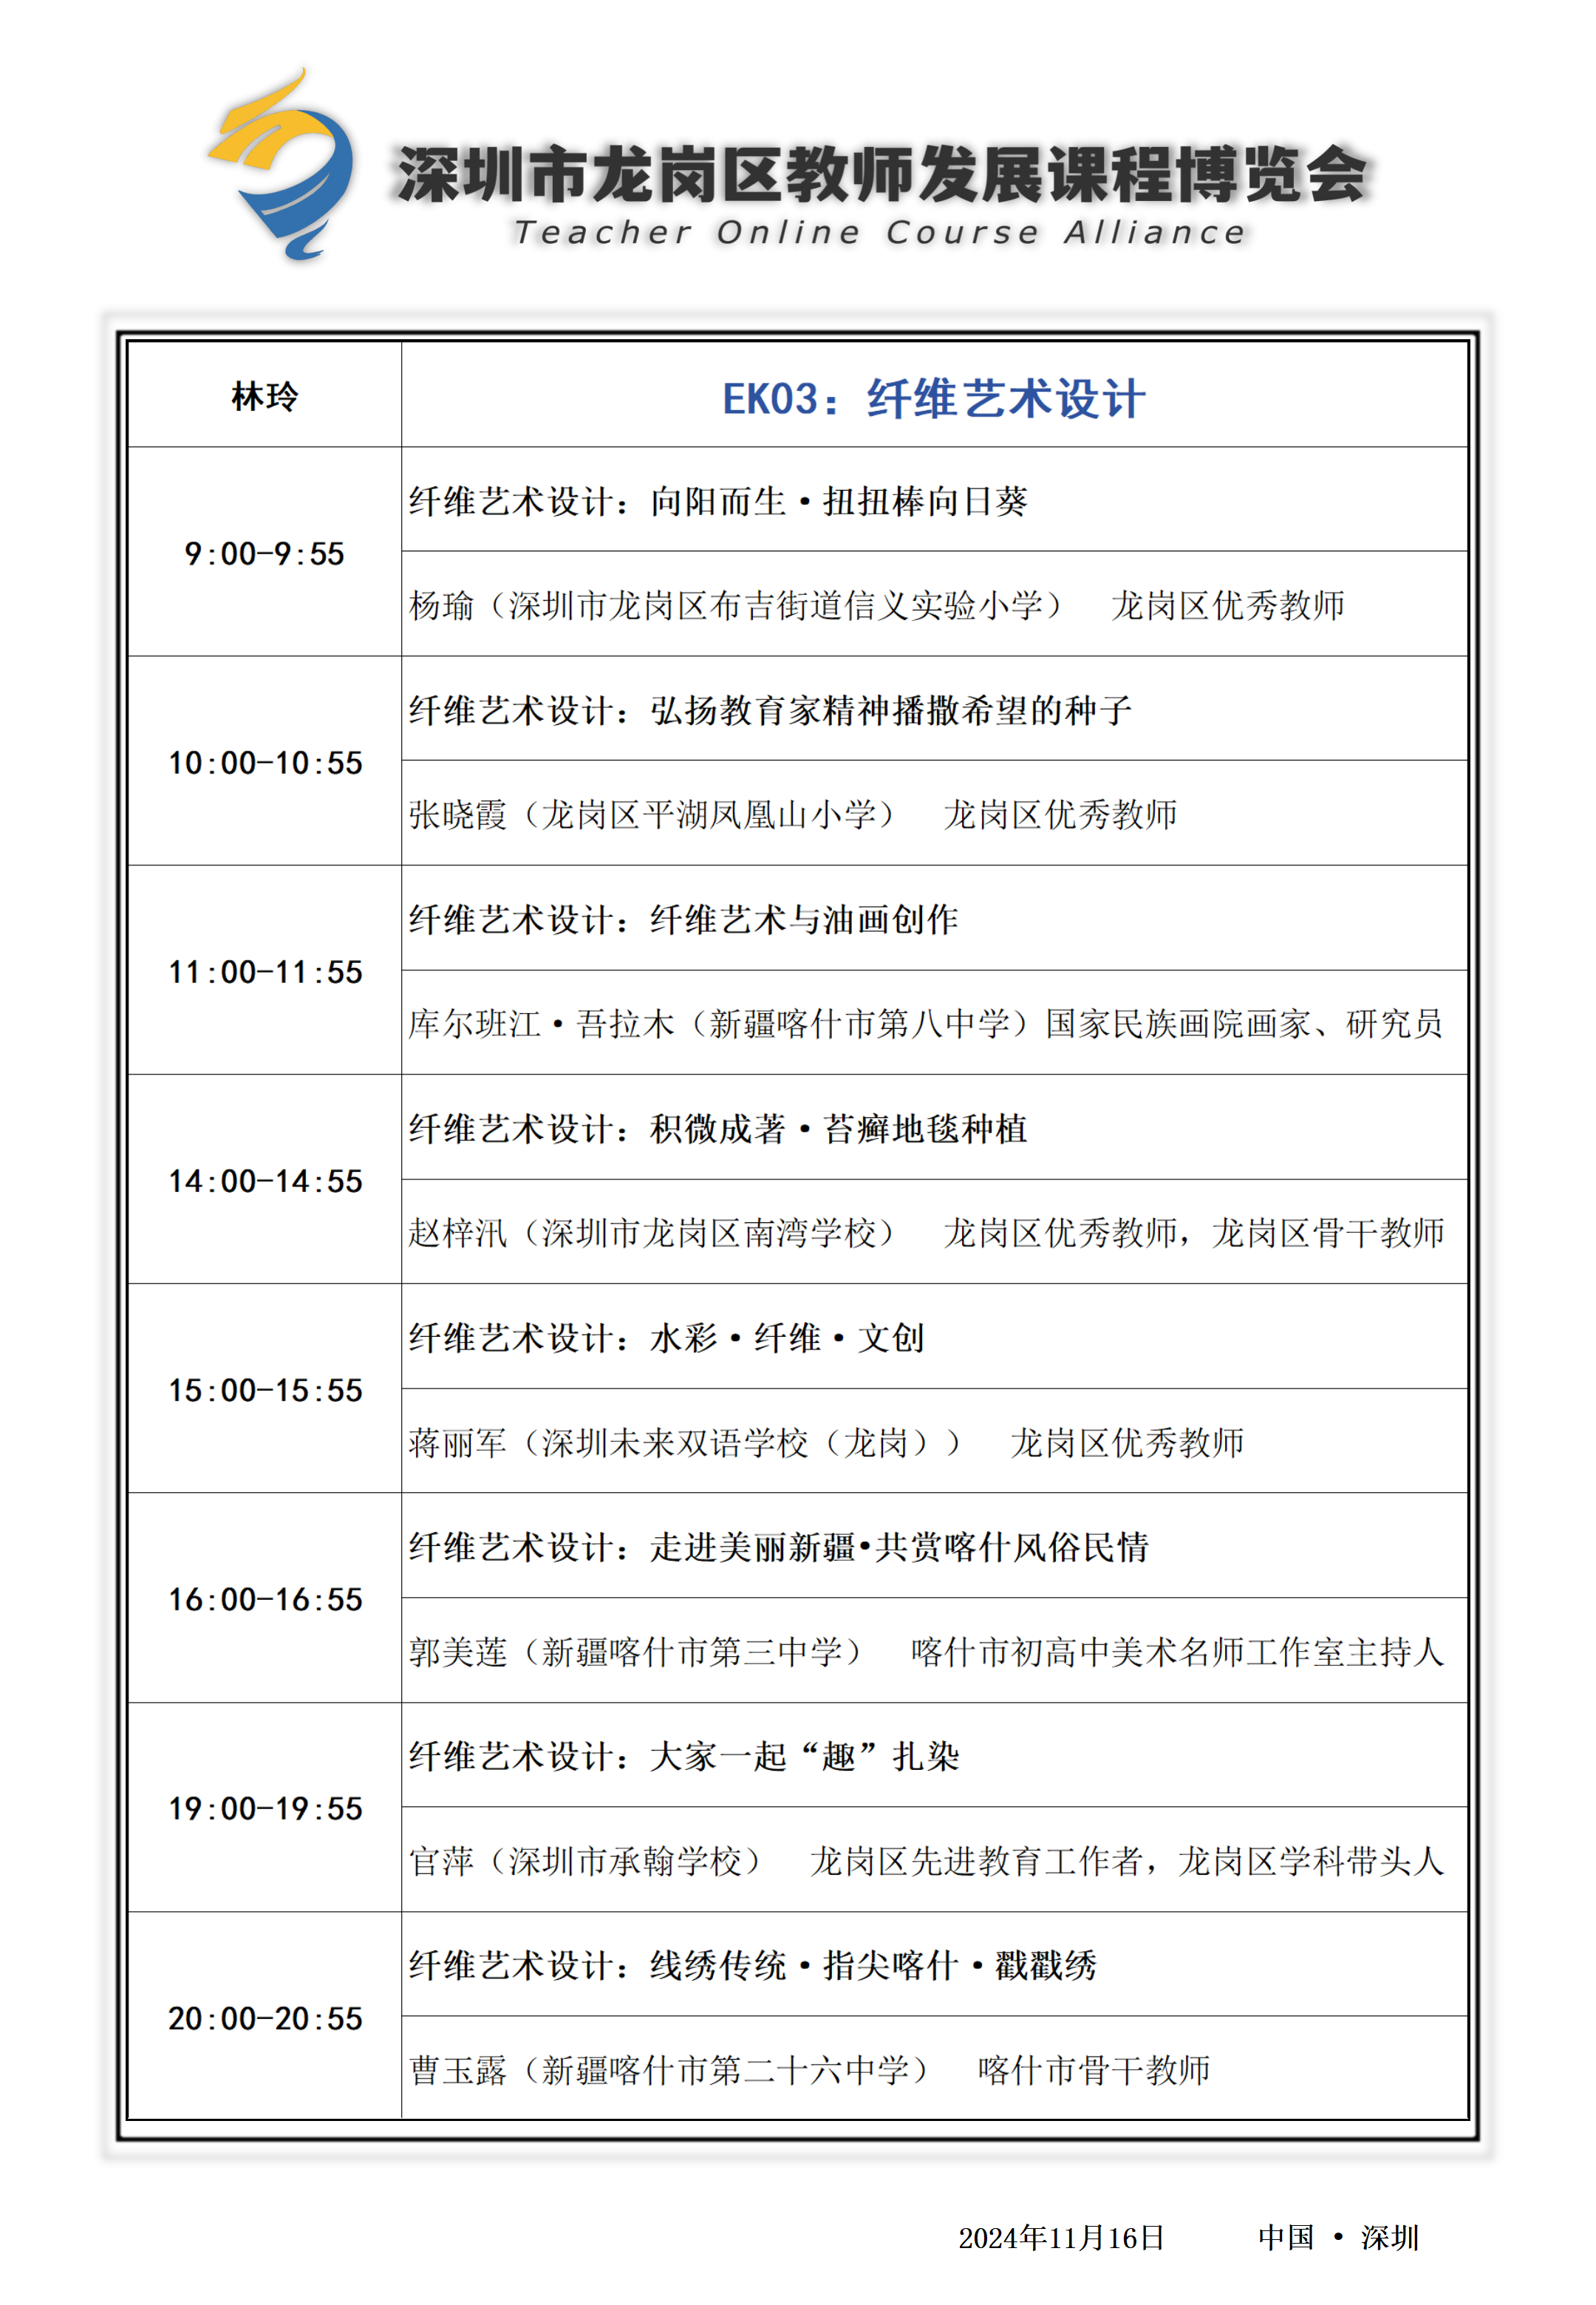 深圳市龙岗区教师发展课程博览会
Teacher Online Course Alliance
林玲
EK03：纤维艺术设计
9:00-9:55
纤维艺术设计：向阳而生·扭扭棒向日葵
杨瑜（深圳市龙岗区布吉街道信义实验小学） 龙岗区优秀教师
10:00-10:55
纤维艺术设计：弘扬教育家精神播撒希望的种子
张晓霞（龙岗区平湖凤凰山小学） 龙岗区优秀教师
11:00-11:55
纤维艺术设计：纤维艺术与油画创作
库尔班江·吾拉木（新疆喀什市第八中学）国家民族画院画家、研究员
14:00-14:55
纤维艺术设计：积微成著·苔癣地毯种植
赵梓汛（深圳市龙岗区南湾学校） 龙岗区优秀教师，龙岗区骨干教师
15:00-15:55
纤维艺术设计：水彩·纤维·文创
蒋丽军（深圳未来双语学校（龙岗）） 龙岗区优秀教师
16:00-16:55
纤维艺术设计：走进美丽新疆•共赏喀什风俗民情
郭美莲（新疆喀什市第三中学） 喀什市初高中美术名师工作室主持人
19:00-19:55
纤维艺术设计：大家一起“趣”扎染
官萍（深圳市承翰学校） 龙岗区先进教育工作者，龙岗区学科带头人
20:00-20:55
纤维艺术设计：线绣传统·指尖喀什·戳戳绣
曹玉露（新疆喀什市第二十六中学） 喀什市骨干教师
2024年11月16日 中国 · 深圳